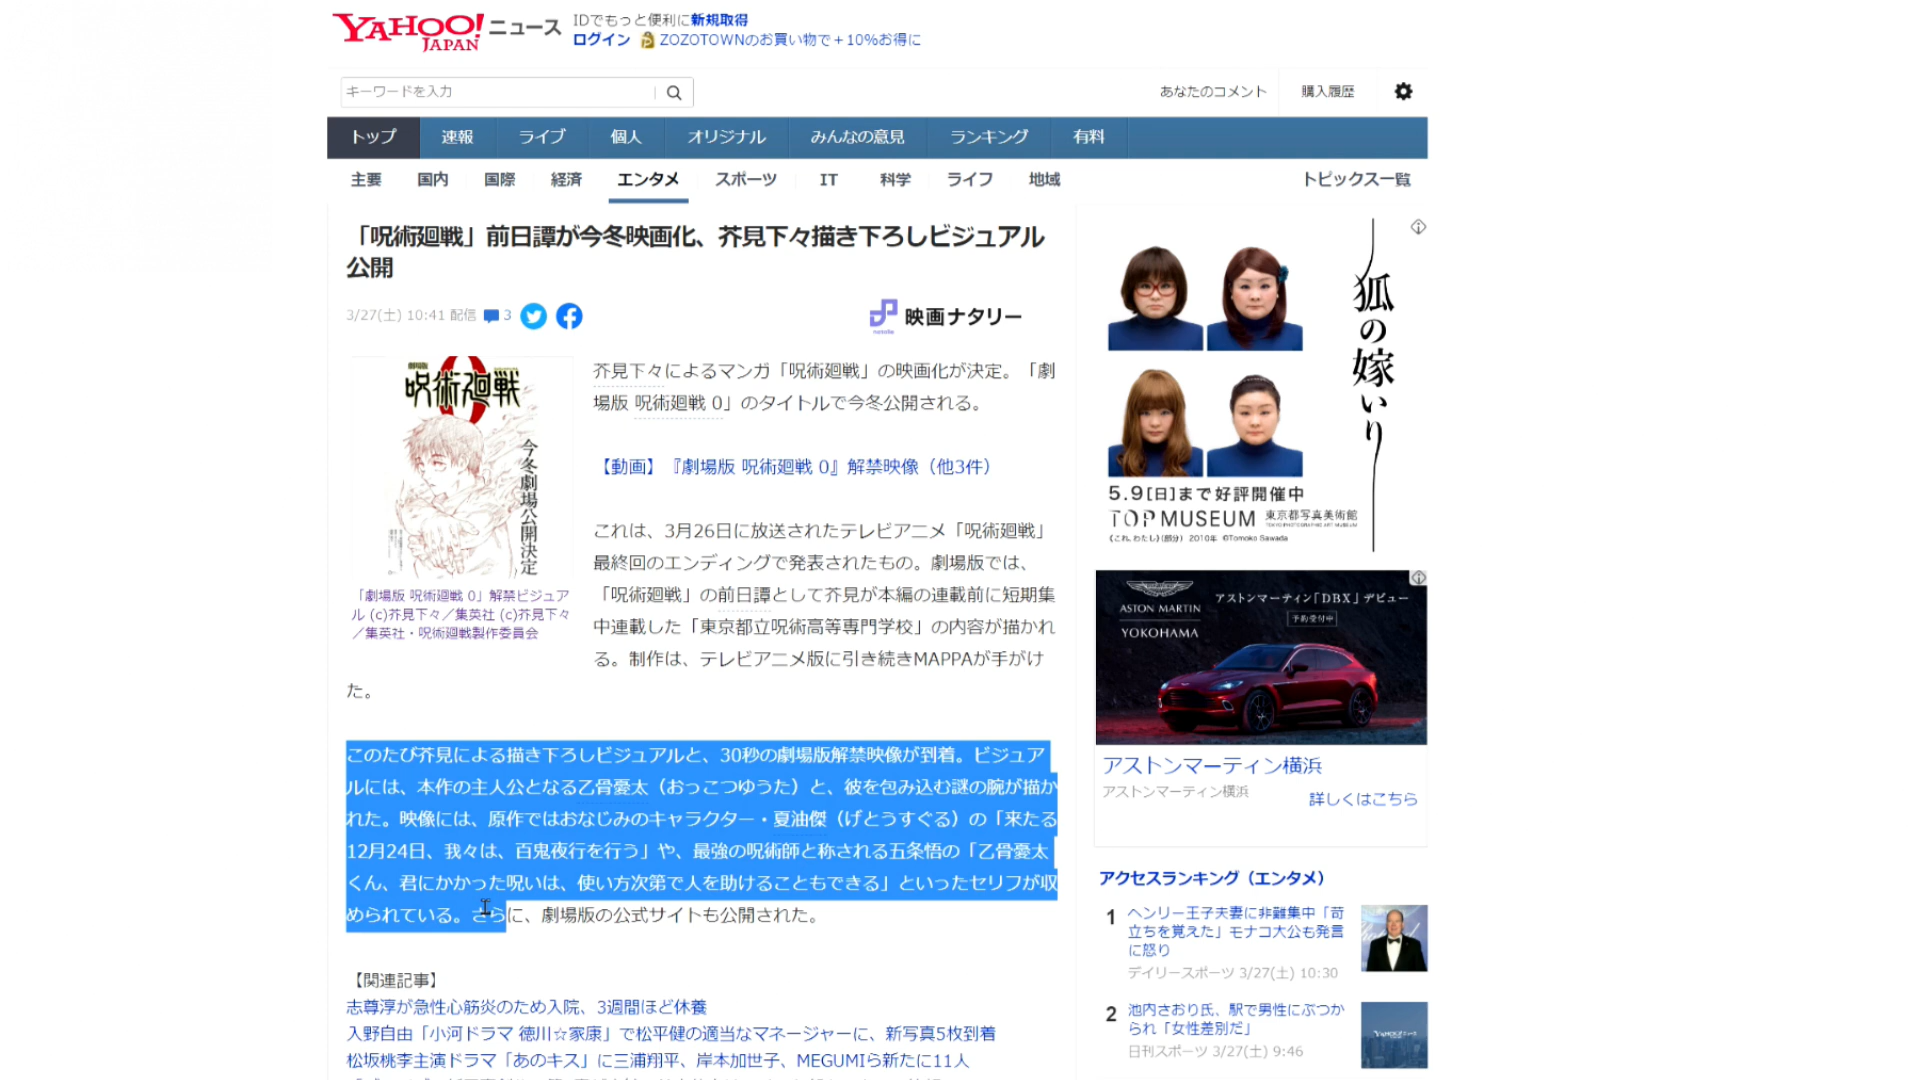 YAHOO! JAPAN ニュース
IDでもっと便利に新規取得
ログイン ZOZOTOWNのお買い物で＋10%お得に
キーワードを入力
あなたのコメント 購入履歴
トップ 速報 ライブ 個人 オリジナル みんなの意見 ランキング 有料
主要 国内 国際 経済 エンタメ スポーツ IT 科学 ライフ 地域 トピックス一覧
「呪術廻戦」前日譚が今冬映画化、芥見下々描き下ろしビジュアル
公開
3/27(土) 10:41 配信 3
映画ナタリー
呪術廻戦
今冬劇場公開決定
「劇場版 呪術廻戦 0」解禁ビジュア
ル (c)芥見下々／集英社 (c)芥見下々
／集英社・呪術廻戦製作委員会
芥見下々によるマンガ「呪術廻戦」の映画化が決定。「劇
場版 呪術廻戦 0」のタイトルで今冬公開される。
【動画】『劇場版 呪術廻戦 0』解禁映像（他3件）
これは、3月26日に放送されたテレビアニメ「呪術廻戦」
最終回のエンディングで発表されたもの。劇場版では、
「呪術廻戦」の前日譚として芥見が本編の連載前に短期集
中連載した「東京都立呪術高等専門学校」の内容が描かれ
る。制作は、テレビアニメ版に引き続きMAPPAが手がけ
た。
このたび芥見による描き下ろしビジュアルと、30秒の劇場版解禁映像が到着。ビジュア
ルには、本作の主人公となる乙骨憂太（おっこつゆうた）と、彼を包み込む謎の腕が描か
れた。映像には、原作ではおなじみのキャラクター・夏油傑（げとうすぐる）の「来たる
12月24日、我々は、百鬼夜行を行う」や、最強の呪術師と称される五条悟の「乙骨憂太
くん、君にかかった呪いは、使い方次第で人を助けることもできる」といったセリフが収
められている。さらに、劇場版の公式サイトも公開された。
【関連記事】
志尊淳が急性心筋炎のため入院、3週間ほど休養
入野自由「小河ドラマ 徳川☆家康」で松平健の適当なマネージャーに、新写真5枚到着
松坂桃李主演ドラマ「あのキス」に三浦翔平、岸本加世子、MEGUMIら新たに11人
狐の嫁いり
5.9[日]まで好評開催中
TOP MUSEUM 東京都写真美術館
TOKYO PHOTOGRAPHIC ART MUSEUM
《これ、わたし》(部分) 2010年 ©Tomoko Sawada
ASTON MARTIN
YOKOHAMA
アストンマーティン「DBX」デビュー
予約受付中
アストンマーティン横浜
アストンマーティン横浜
詳しくはこちら
アクセスランキング（エンタメ）
1 ヘンリー王子夫妻に非難集中「苛
立ちを覚えた」モナコ大公も発言
に怒り
デイリースポーツ 3/27(土) 10:30
2 池内さおり氏、駅で男性にぶつか
られ「女性差別だ」
日刊スポーツ 3/27(土) 9:46
YAHOO!ニュース